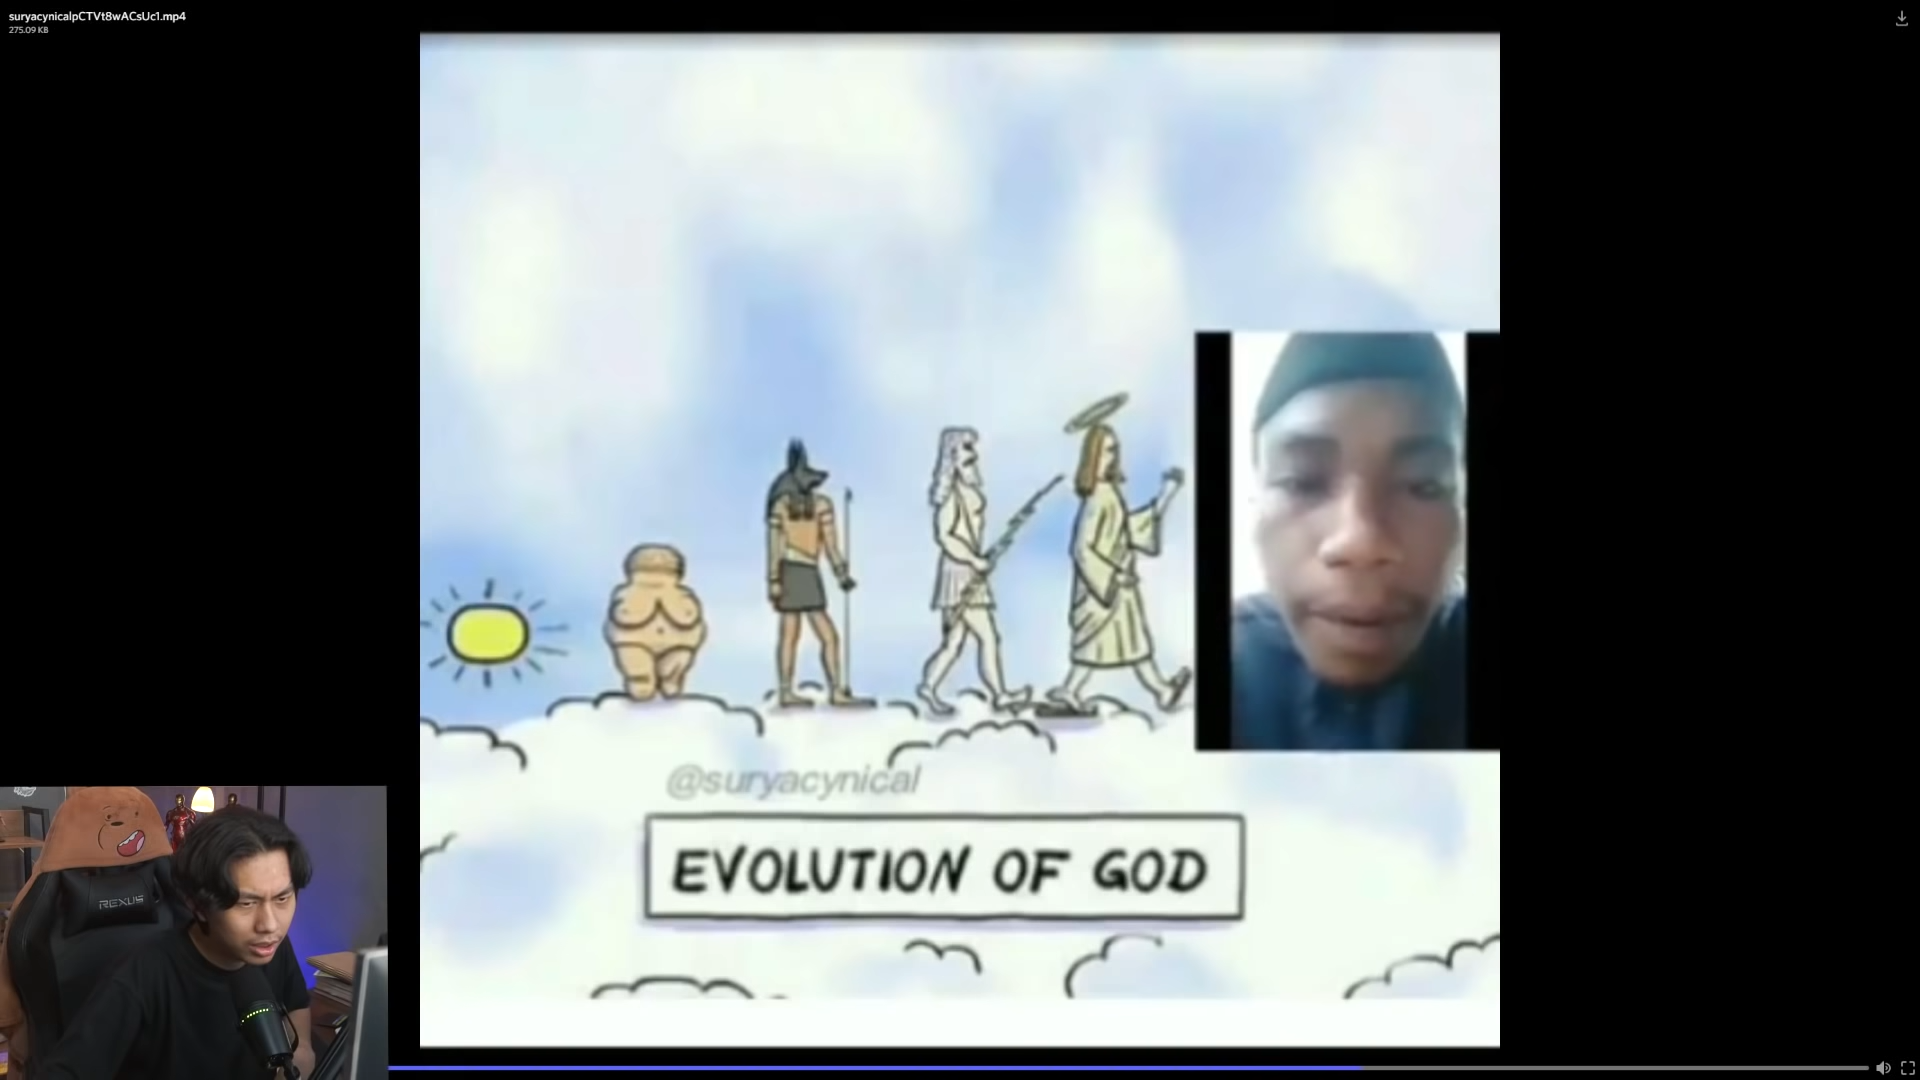 suryacynicalpCTVt8wACsUc1.mp4
275.09 KB
@suryacynical
EVOLUTION OF GOD
REXUS